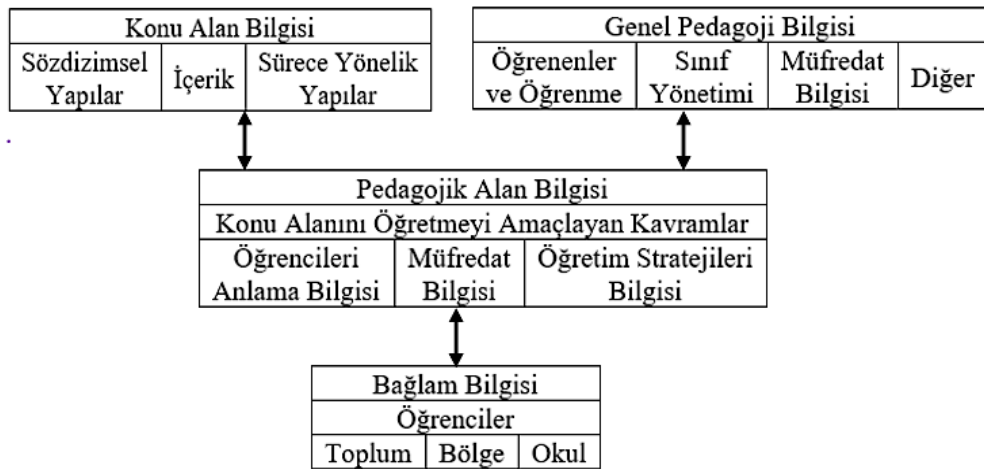 Konu Alan Bilgisi
Sözdizimsel Yapılar
İçerik
Sürece Yönelik Yapılar
Genel Pedagoji Bilgisi
Öğrenenler ve Öğrenme
Sınıf Yönetimi
Müfredat Bilgisi
Diğer
Pedagojik Alan Bilgisi
Konu Alanını Öğretmeyi Amaçlayan Kavramlar
Öğrencileri Anlama Bilgisi
Müfredat Bilgisi
Öğretim Stratejileri Bilgisi
Bağlam Bilgisi
Öğrenciler
Toplum
Bölge
Okul